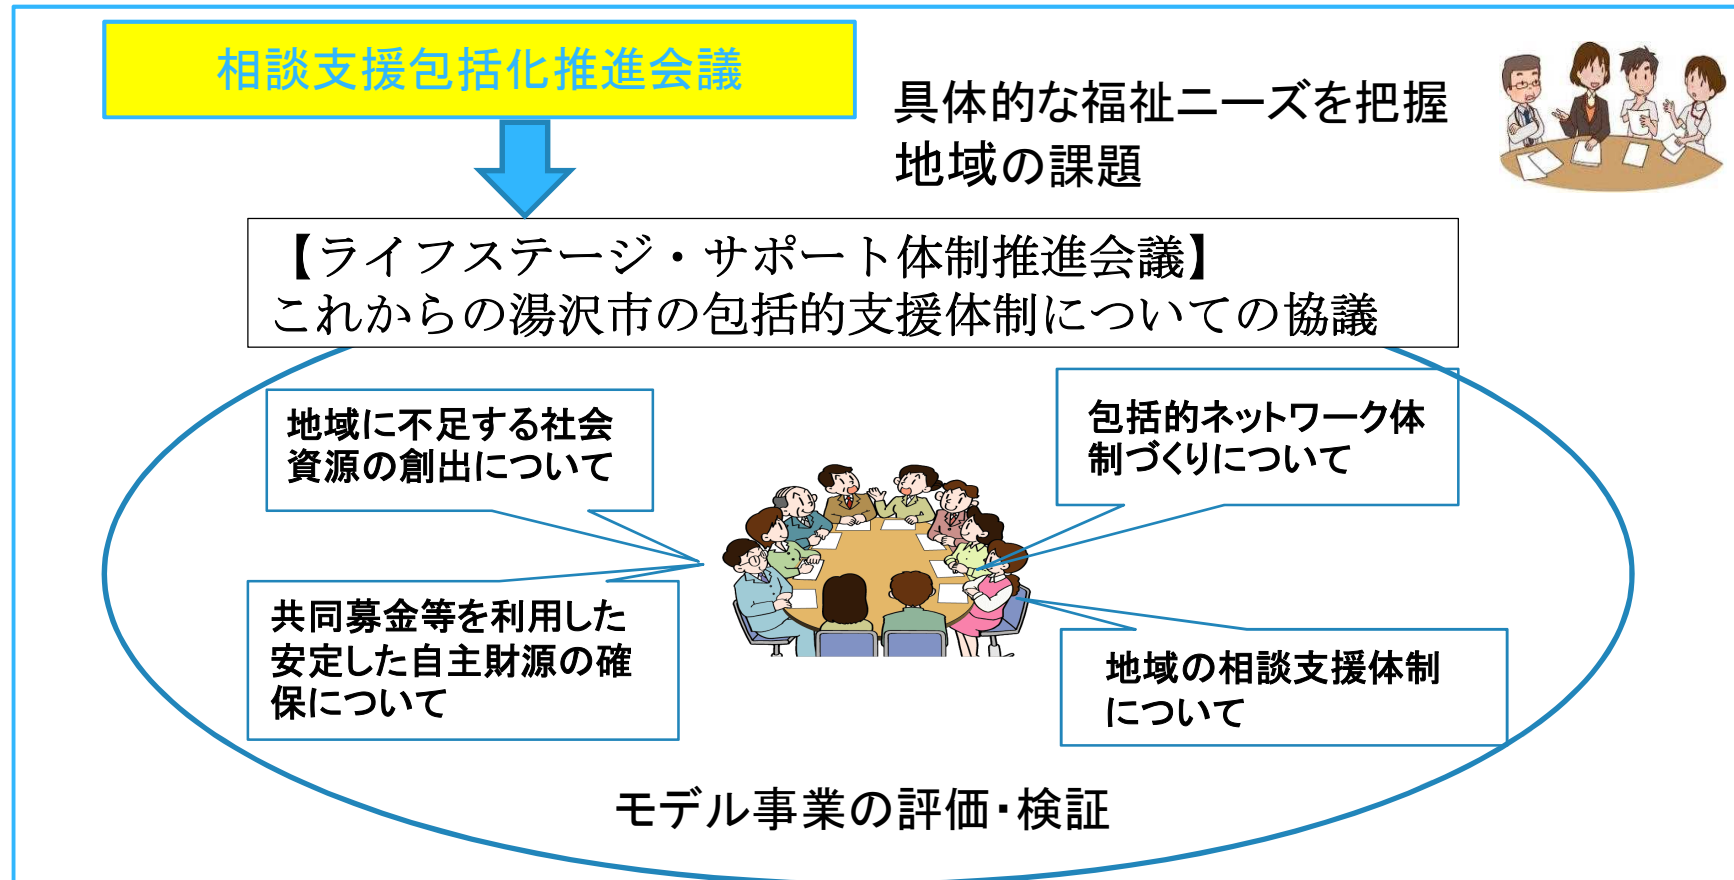 相談支援包括化推進会議
具体的な福祉ニーズを把握
地域の課題
【ライフステージ・サポート体制推進会議】
これからの湯沢市の包括的支援体制についての協議
地域に不足する社会
資源の創出について
包括的ネットワーク体
制づくりについて
共同募金等を利用した
安定した自主財源の確
保について
地域の相談支援体制
について
モデル事業の評価・検証